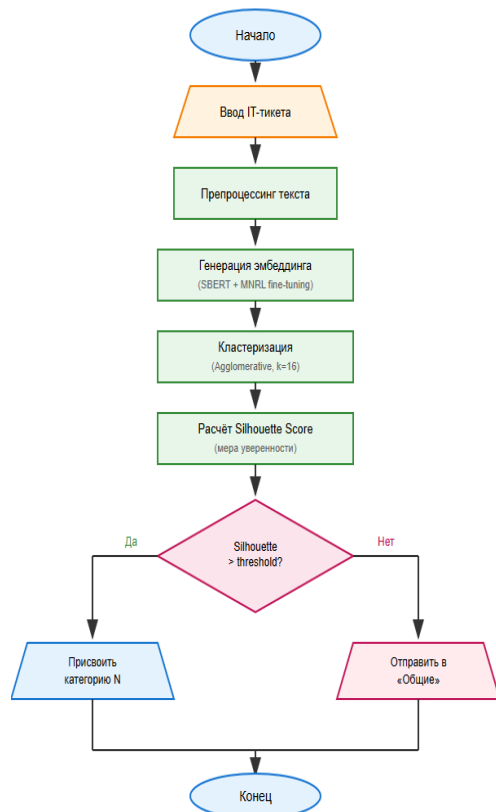 Начало
Ввод IT-тикета
Препроцессинг текста
Генерация эмбеддинга
(SBERT + MNRL fine-tuning)
Кластеризация
(Agglomerative, k=16)
Расчёт Silhouette Score
(мера уверенности)
Silhouette
> threshold?
Да
Нет
Присвоить
категорию N
Отправить в
«Общие»
Конец